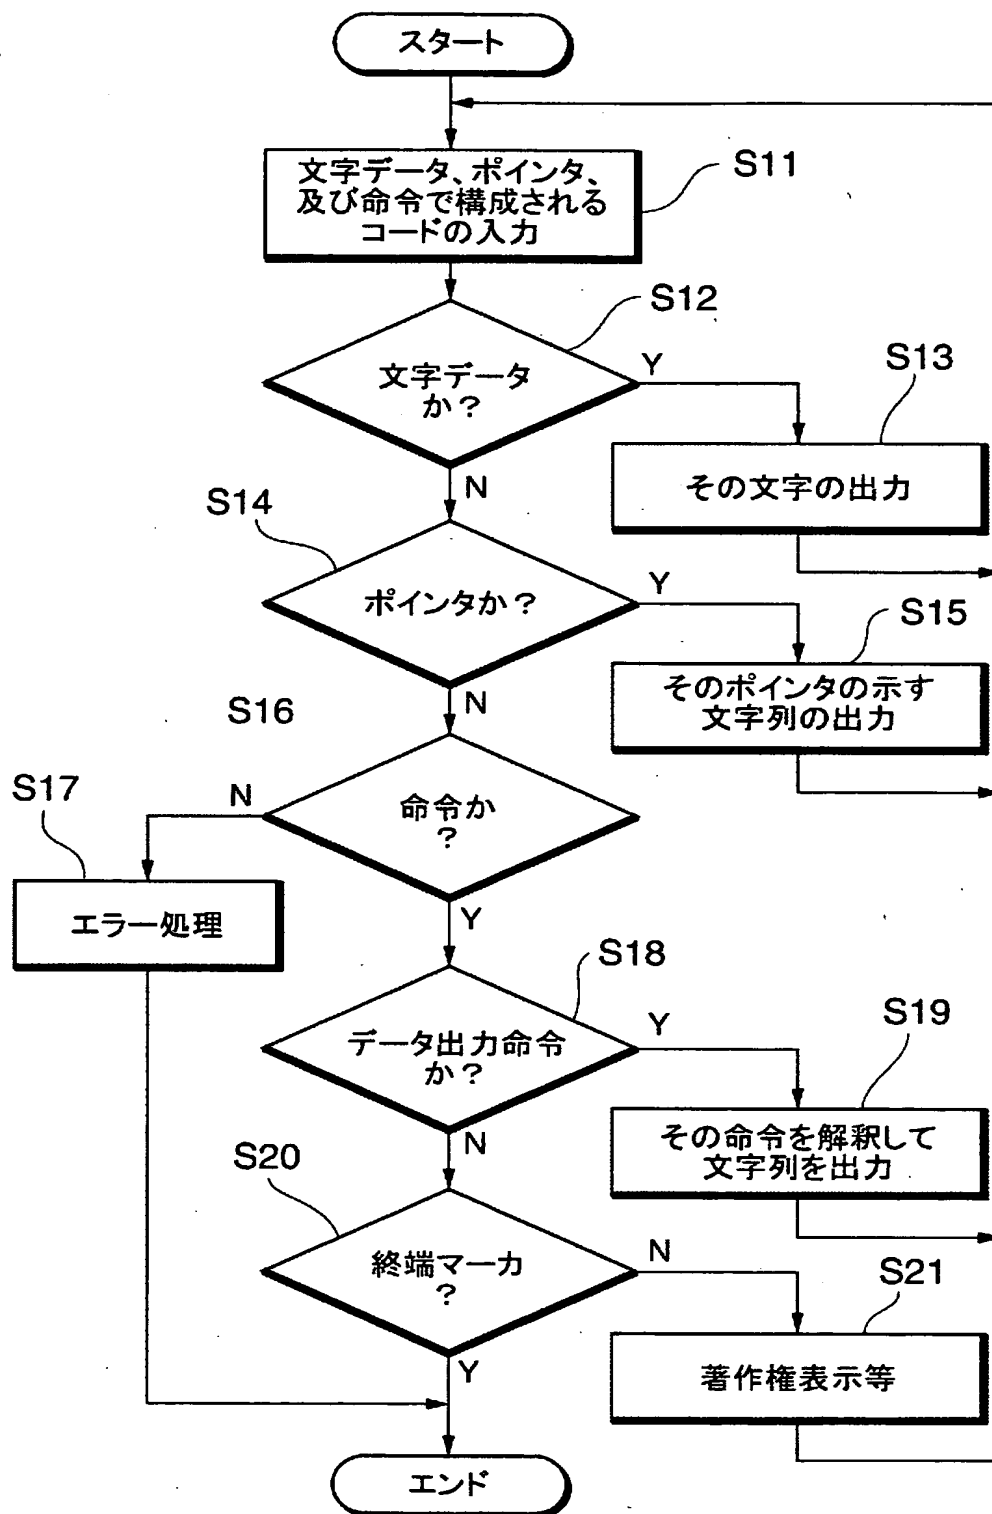 スタート
文字データ、ポインタ、
及び命令で構成される
コードの入力
S11
S12
文字データ
か？
Y
N
S13
その文字の出力
S14
ポインタか？
Y
N
S15
そのポインタの示す
文字列の出力
S16
命令か
？
N
Y
S17
エラー処理
S18
データ出力命令
か？
Y
N
S19
その命令を解釈して
文字列を出力
S20
終端マーカ
？
N
Y
S21
著作権表示等
エンド